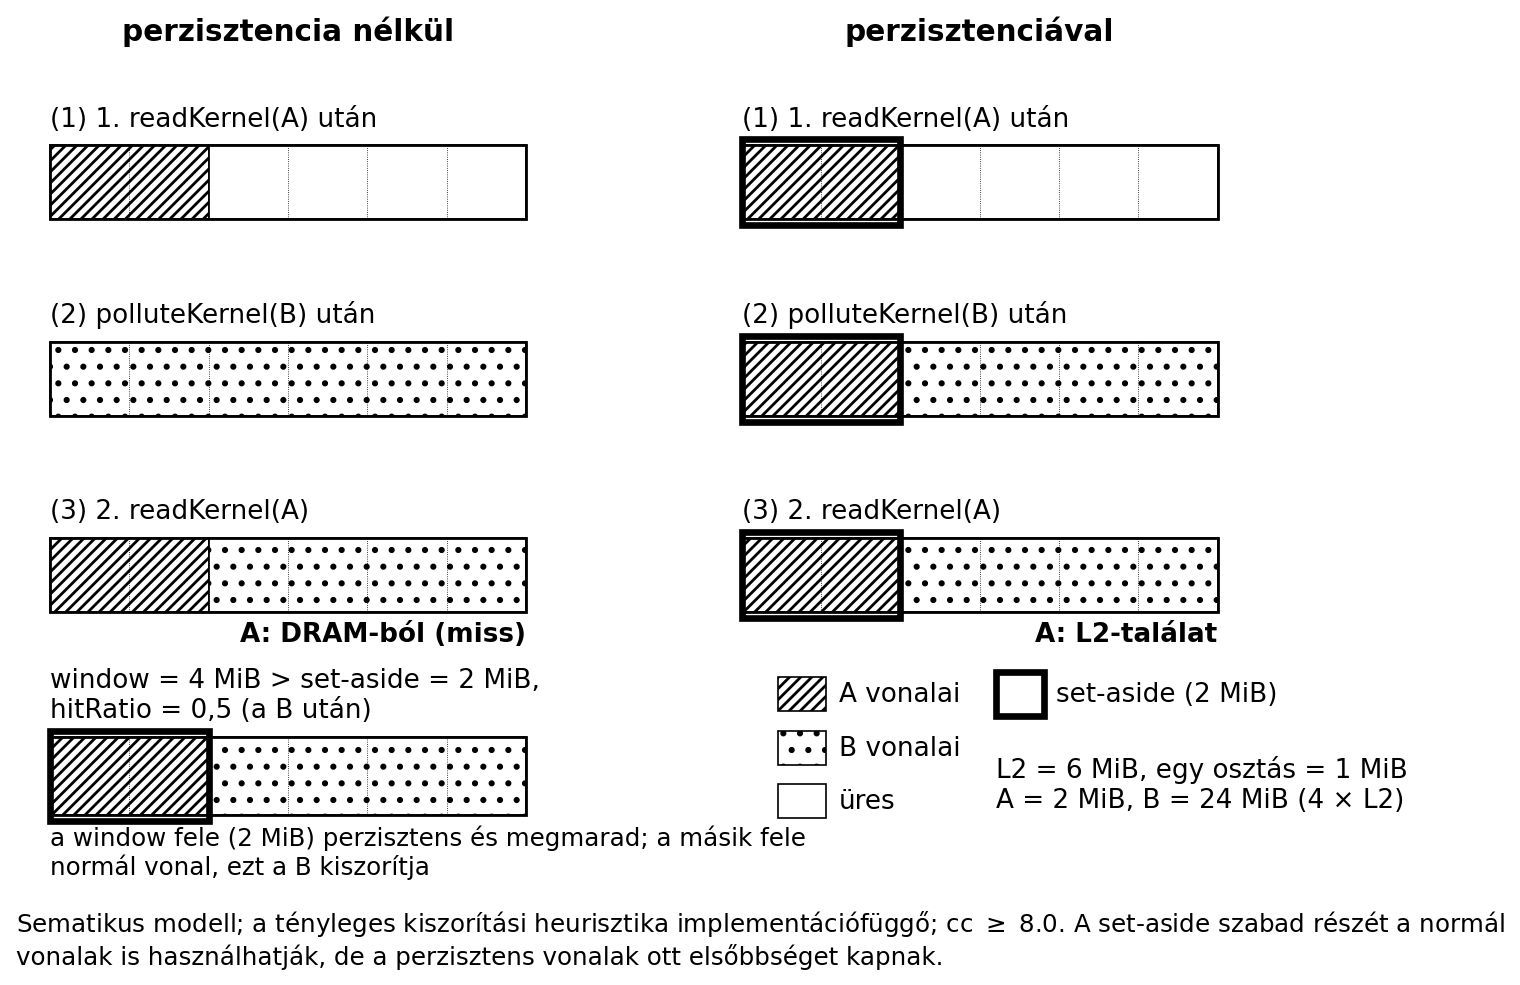 perzisztencia nélkül
(1) 1. readKernel(A) után
(2) polluteKernel(B) után
(3) 2. readKernel(A)
A: DRAM-ból (miss)
window = 4 MiB > set-aside = 2 MiB,
hitRatio = 0,5 (a B után)
a window fele (2 MiB) perzisztens és megmarad; a másik fele
normál vonal, ezt a B kiszorítja
perzisztenciával
(1) 1. readKernel(A) után
(2) polluteKernel(B) után
(3) 2. readKernel(A)
A: L2-találat
A vonalai
B vonalai
üres
set-aside (2 MiB)
L2 = 6 MiB, egy osztás = 1 MiB
A = 2 MiB, B = 24 MiB (4 × L2)
Sematikus modell; a tényleges kiszorítási heurisztika implementációfüggő; cc ≥ 8.0. A set-aside szabad részét a normál
vonalak is használhatják, de a perzisztens vonalak ott elsőbbséget kapnak.